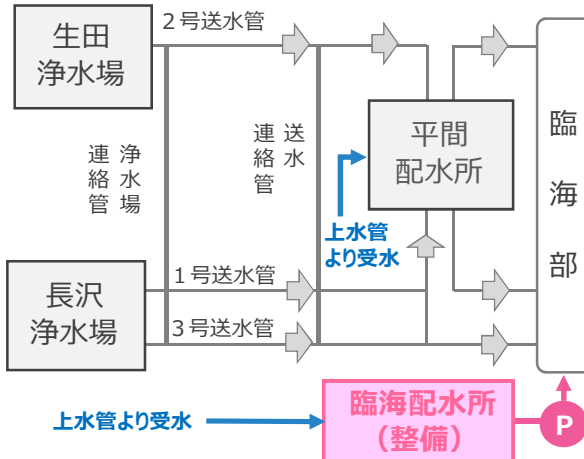 生田
浄水場
２号送水管
浄水場
連絡管
送水
連絡管
平間
配水所
上水管
より受水
臨海部
長沢
浄水場
１号送水管
３号送水管
上水管より受水
臨海配水所
（整備）
P